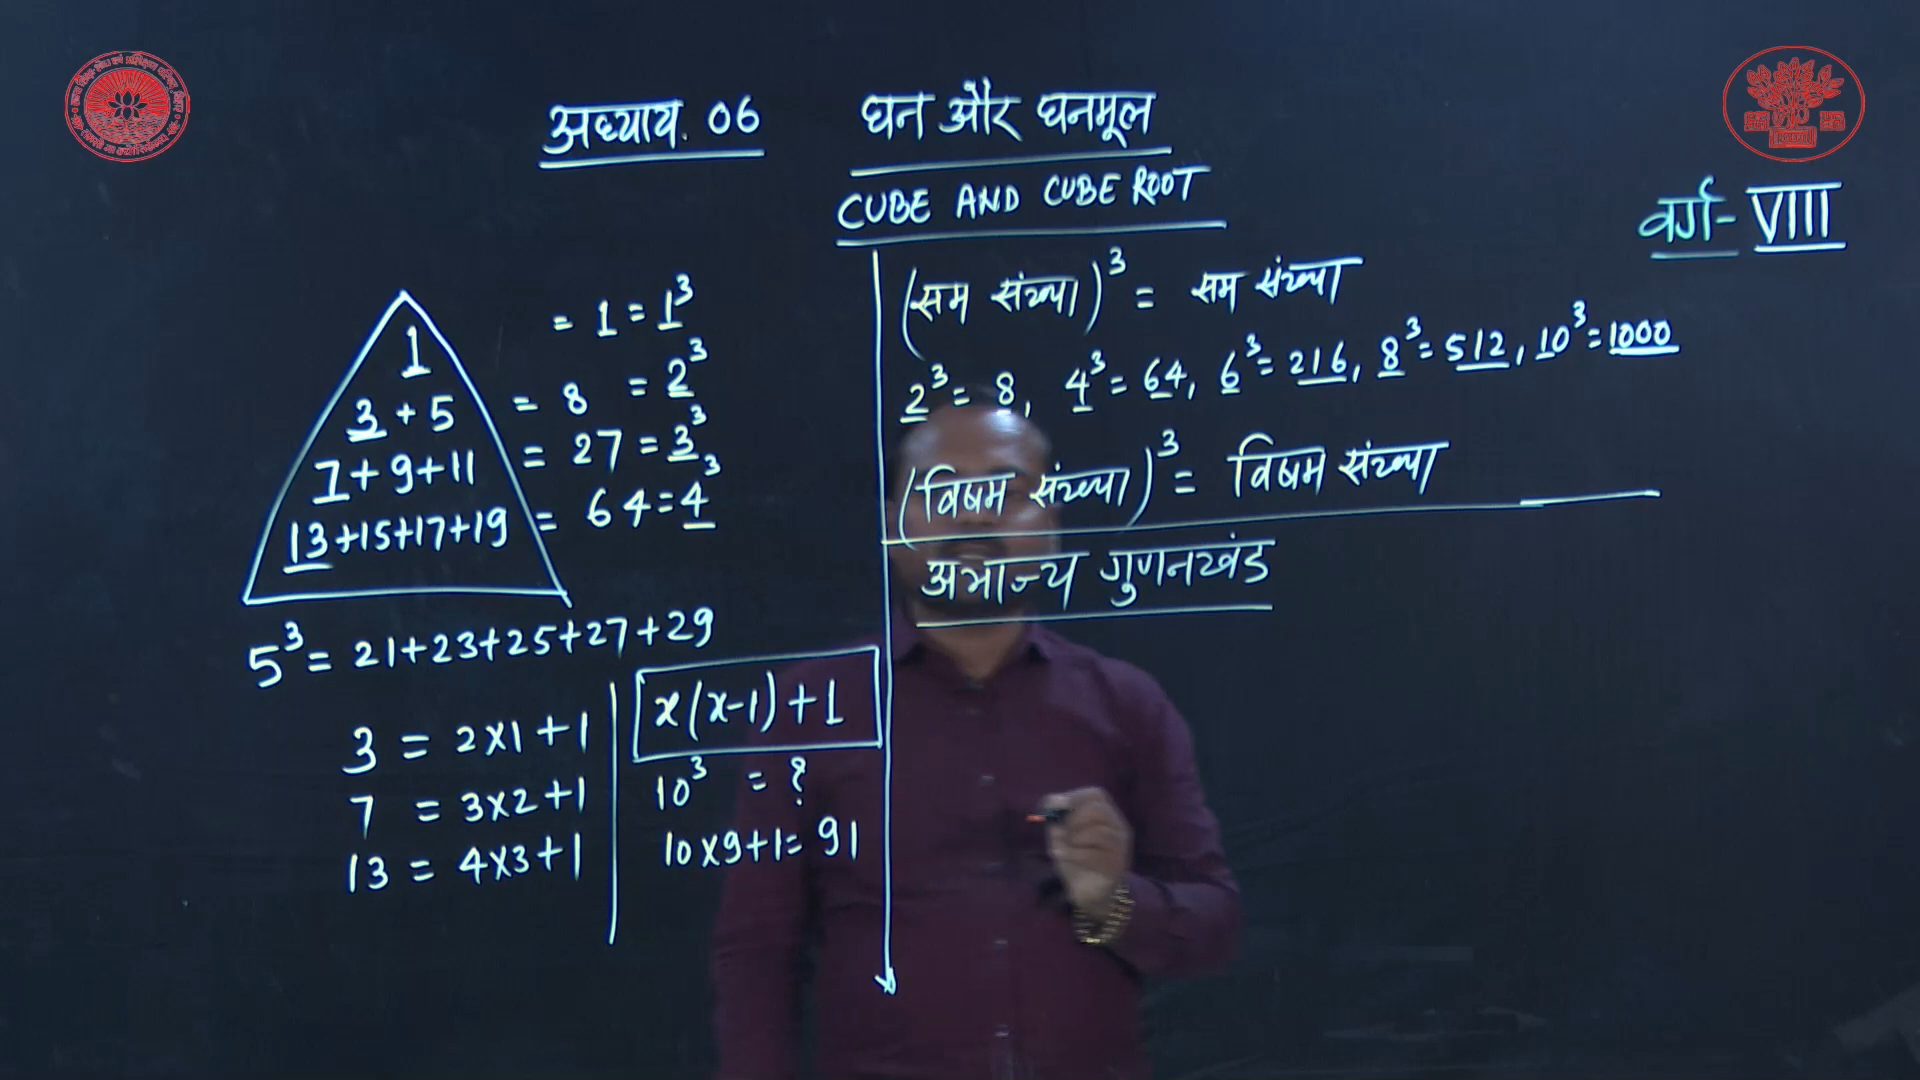 अध्याय. 06 घन और घनमूल
CUBE AND CUBE ROOT
वर्ग- VIII
1 = 1 = 1³
3 + 5 = 8 = 2³
7 + 9 + 11 = 27 = 3³
13+15+17+19 = 64 = 4³
5³ = 21+23+25+27+29
3 = 2×1+1
7 = 3×2+1
13 = 4×3+1
x(x-1)+1
10³ = ?
10×9+1= 91
(सम संख्या)³ = सम संख्या
2³ = 8, 4³ = 64, 6³ = 216, 8³ = 512, 10³ = 1000
(विषम संख्या)³ = विषम संख्या
अभाज्य गुणनखंड